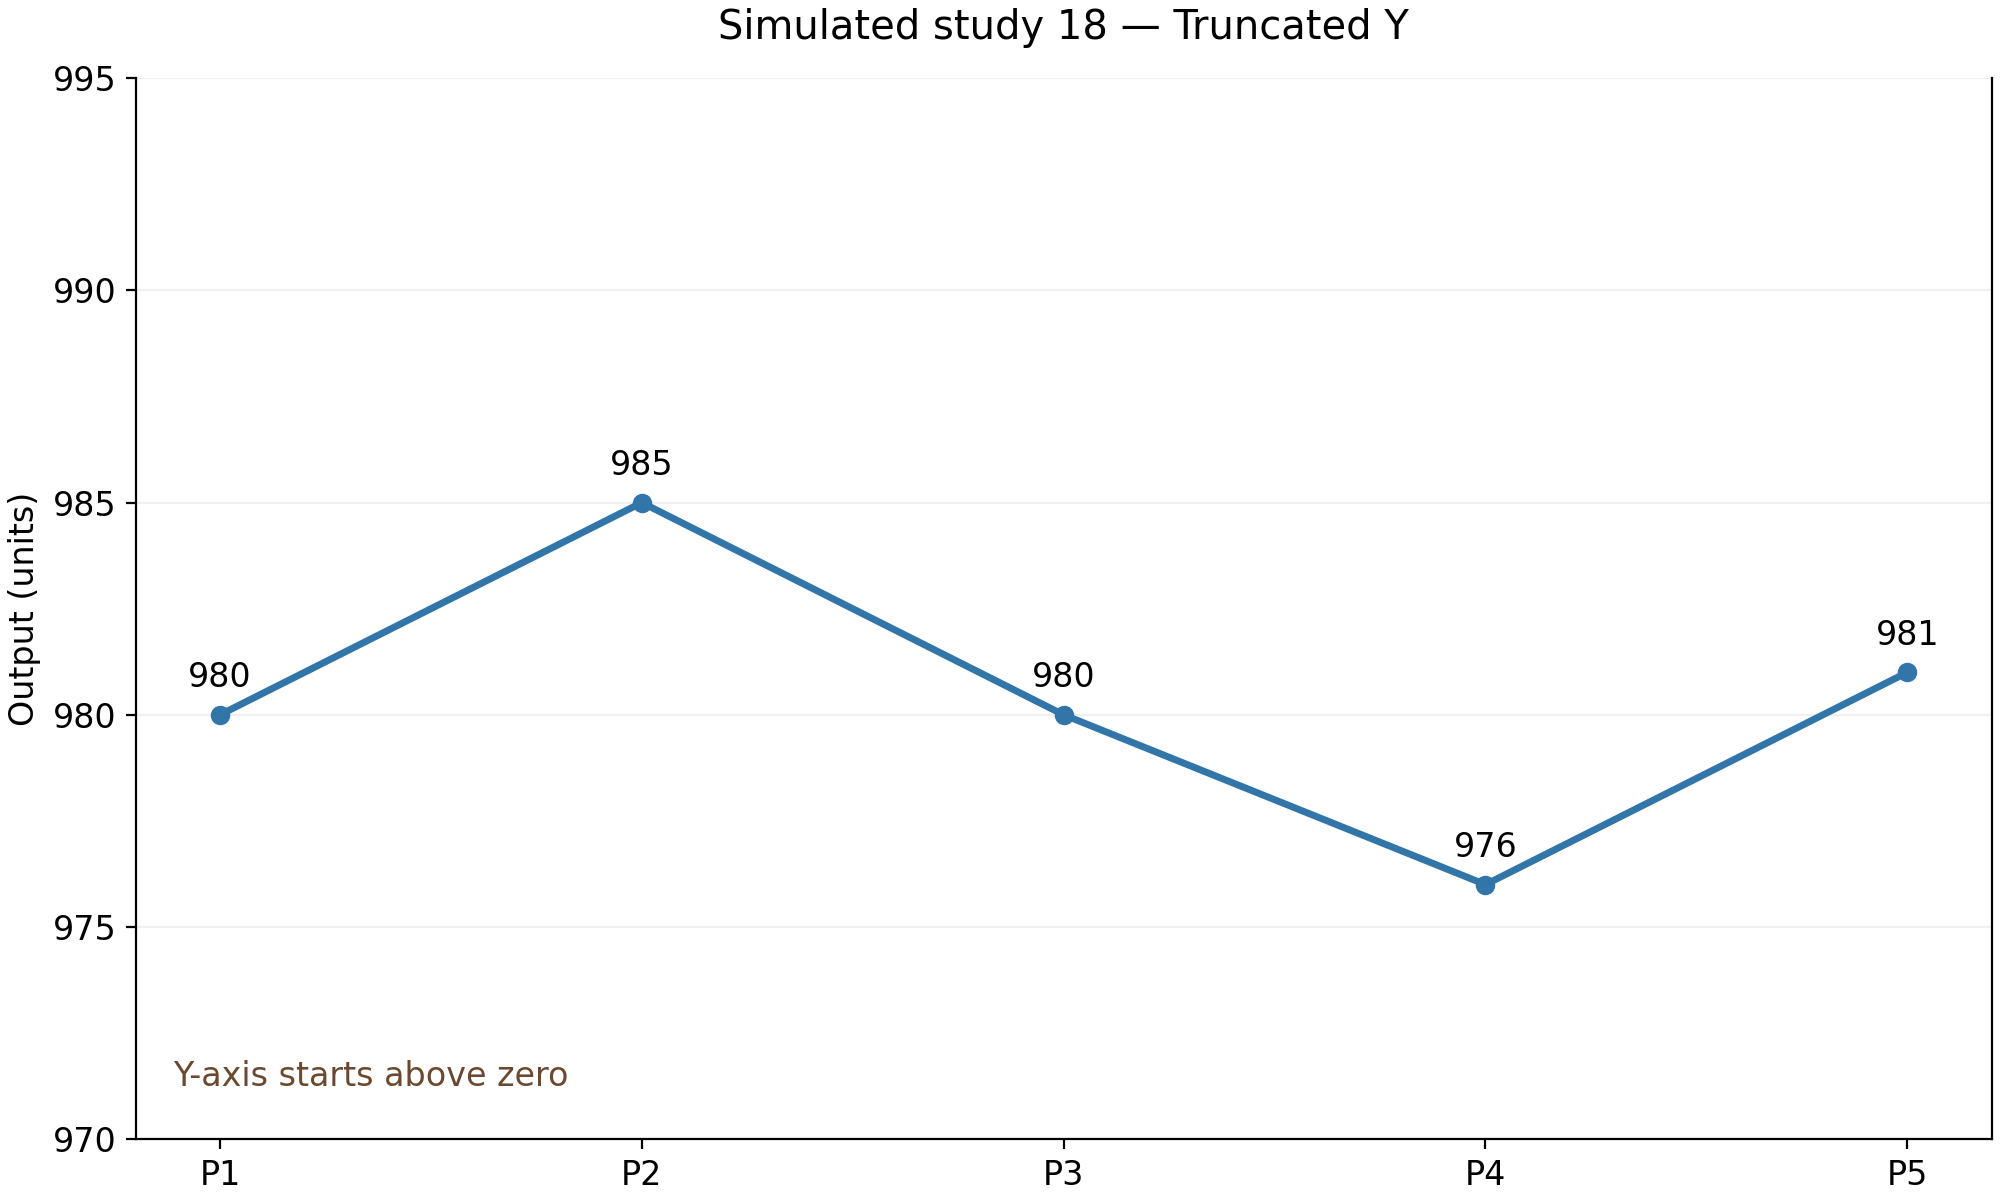 Simulated study 18 — Truncated Y
Output (units)
995
990
985
980
975
970
980
985
980
976
981
Y-axis starts above zero
P1 P2 P3 P4 P5